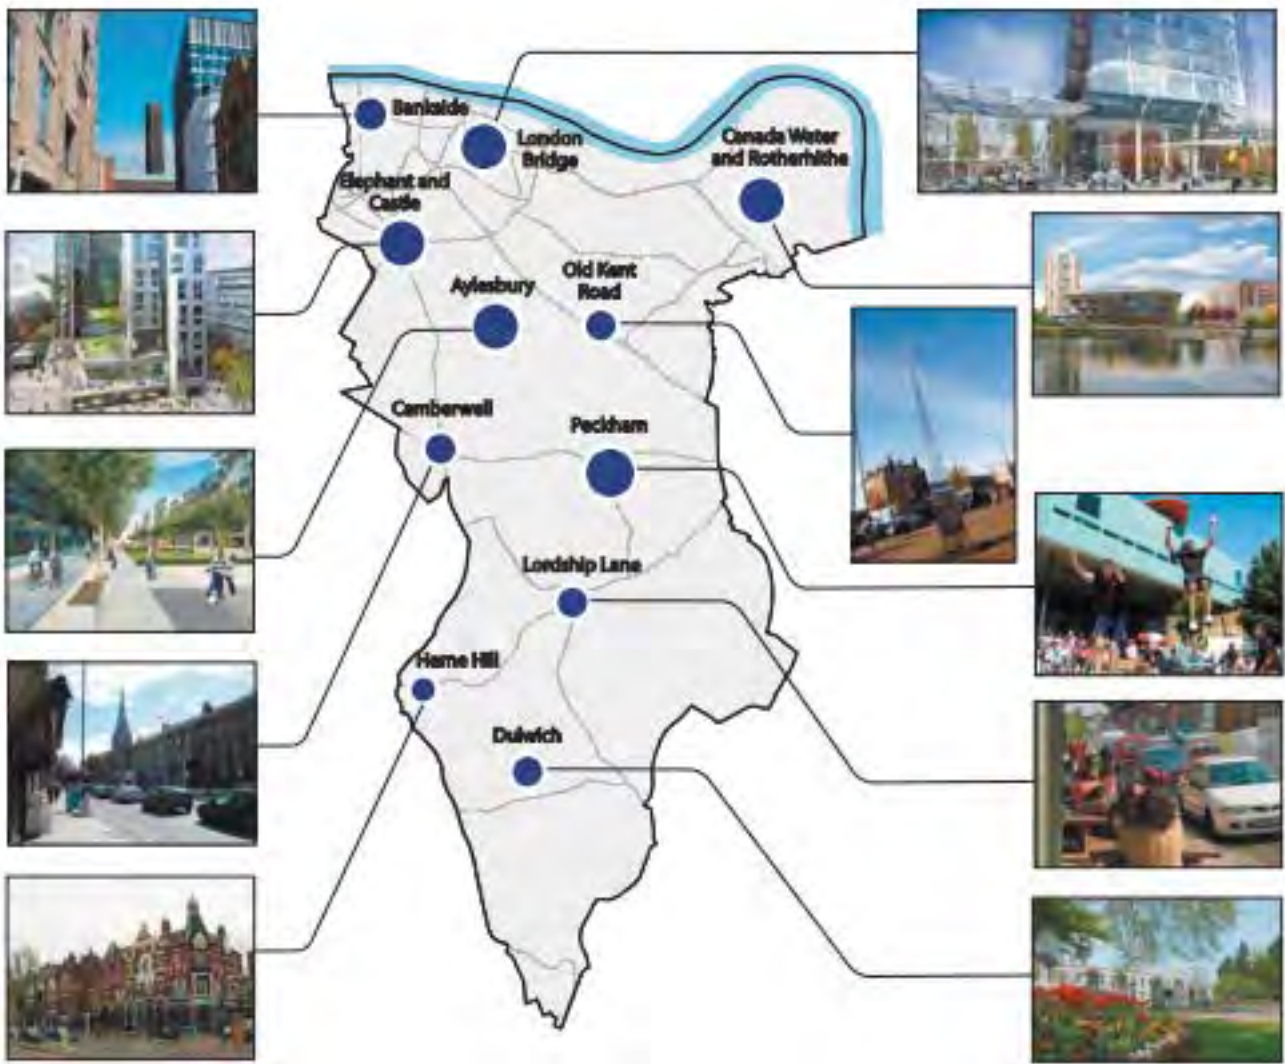 Bankside
London
Bridge
Canada Water
and Rotherhithe
Elephant and
Castle
Old Kent
Road
Aylesbury
Camberwell
Peckham
Lordship Lane
Herne Hill
Dulwich